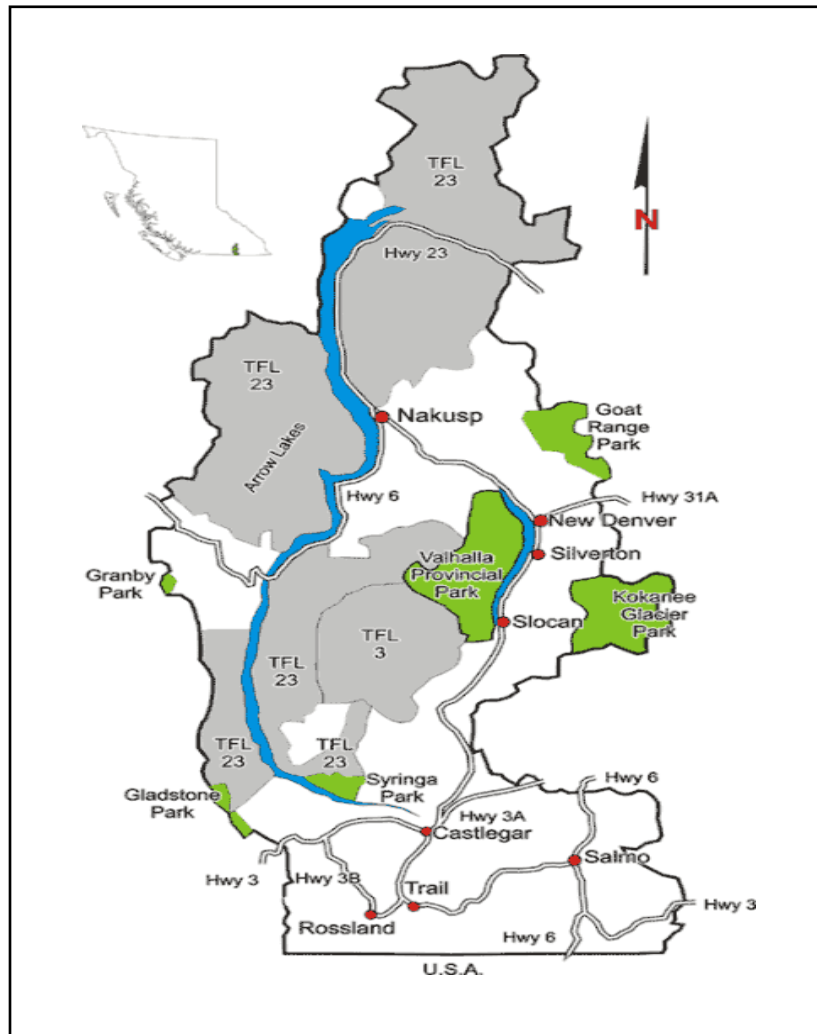 TFL
23
N
Hwy 23
TFL
23
Nakusp
Goat
Range
Park
Arrow Lakes
Hwy 6
Hwy 31A
New Denver
Silverton
Valhalla
Provincial
Park
Granby
Park
Kokanee
Glacier
Park
Slocan
TFL
3
TFL
23
TFL
23
TFL
23
Syringa
Park
Gladstone
Park
Hwy 6
Hwy 3A
Castlegar
Salmo
Hwy 3
Hwy 3B
Trail
Rossland
Hwy 3
Hwy 6
U.S.A.